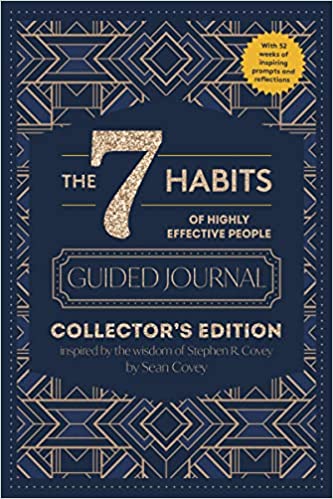 With 52
weeks of
inspiring
prompts and
reflections
THE 7 HABITS
OF HIGHLY
EFFECTIVE PEOPLE
GUIDED JOURNAL
COLLECTOR'S EDITION
inspired by the wisdom of Stephen R. Covey
by Sean Covey